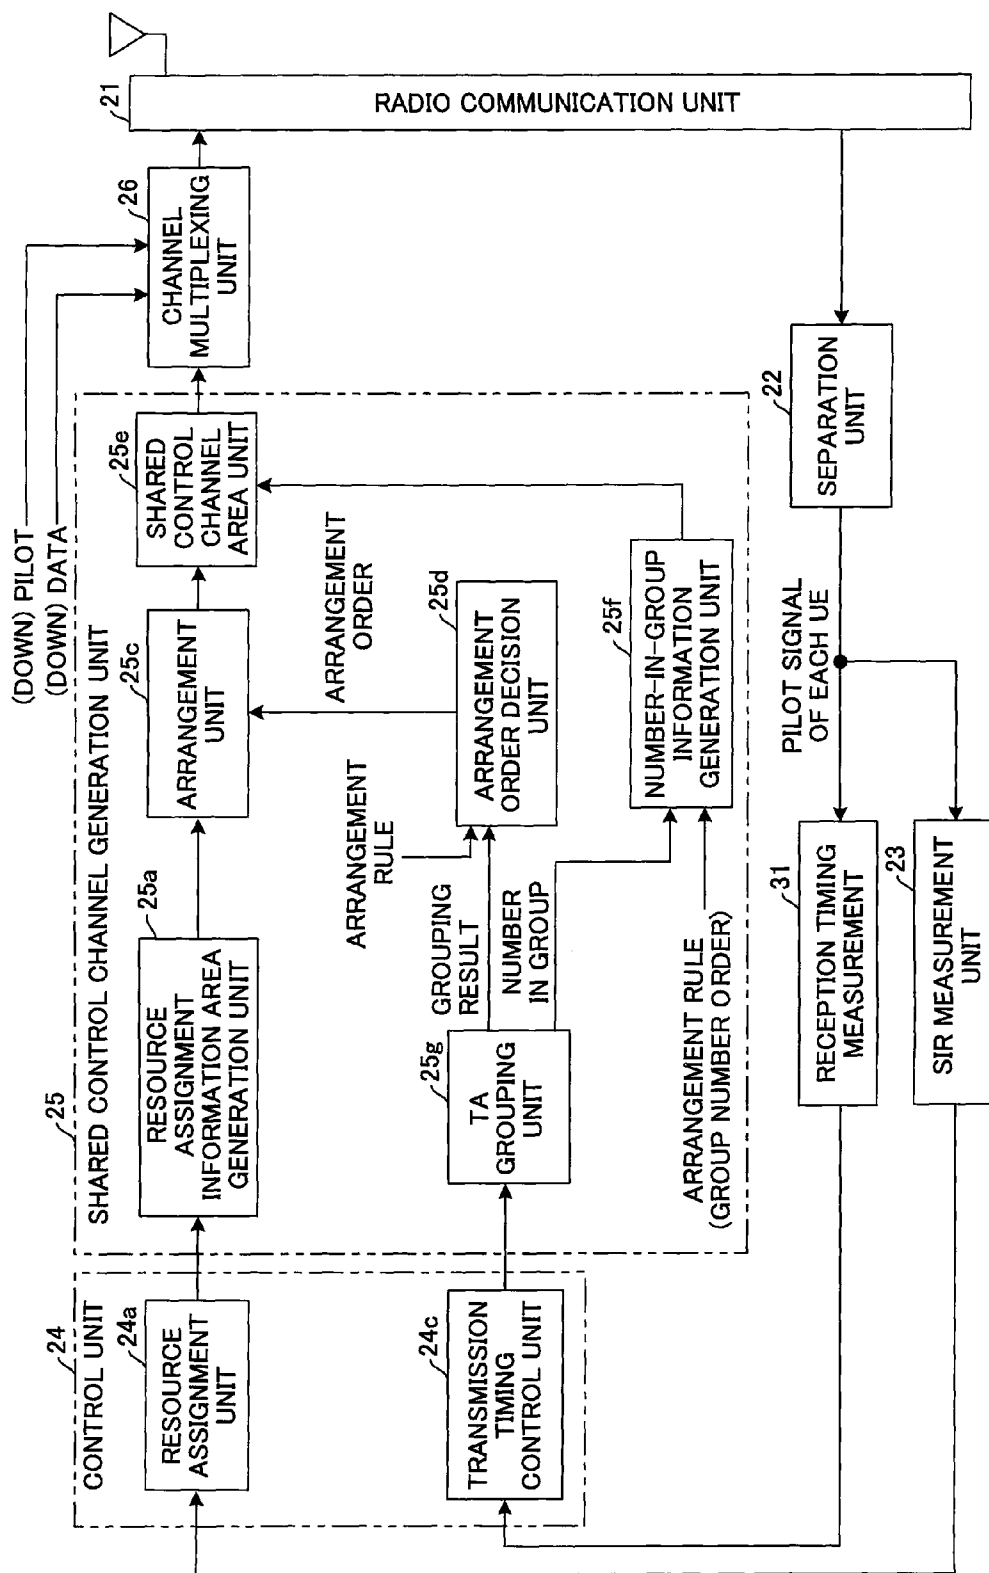 24
CONTROL UNIT
24a
RESOURCE
ASSIGNMENT
UNIT
24c
TRANSMISSION
TIMING
CONTROL UNIT
25
SHARED CONTROL CHANNEL GENERATION UNIT
25a
RESOURCE
ASSIGNMENT
INFORMATION AREA
GENERATION UNIT
25c
ARRANGEMENT
UNIT
25e
SHARED
CONTROL
CHANNEL
AREA UNIT
ARRANGEMENT
ORDER
ARRANGEMENT
RULE
25d
ARRANGEMENT
ORDER DECISION
UNIT
25g
TA
GROUPING
UNIT
GROUPING
RESULT
NUMBER
IN GROUP
25f
NUMBER-IN-GROUP
INFORMATION
GENERATION UNIT
ARRANGEMENT RULE
(GROUP NUMBER ORDER)
(DOWN) PILOT
(DOWN) DATA
26
CHANNEL
MULTIPLEXING
UNIT
21
RADIO COMMUNICATION UNIT
22
SEPARATION
UNIT
PILOT SIGNAL
OF EACH UE
31
RECEPTION TIMING
MEASUREMENT
23
SIR MEASUREMENT
UNIT